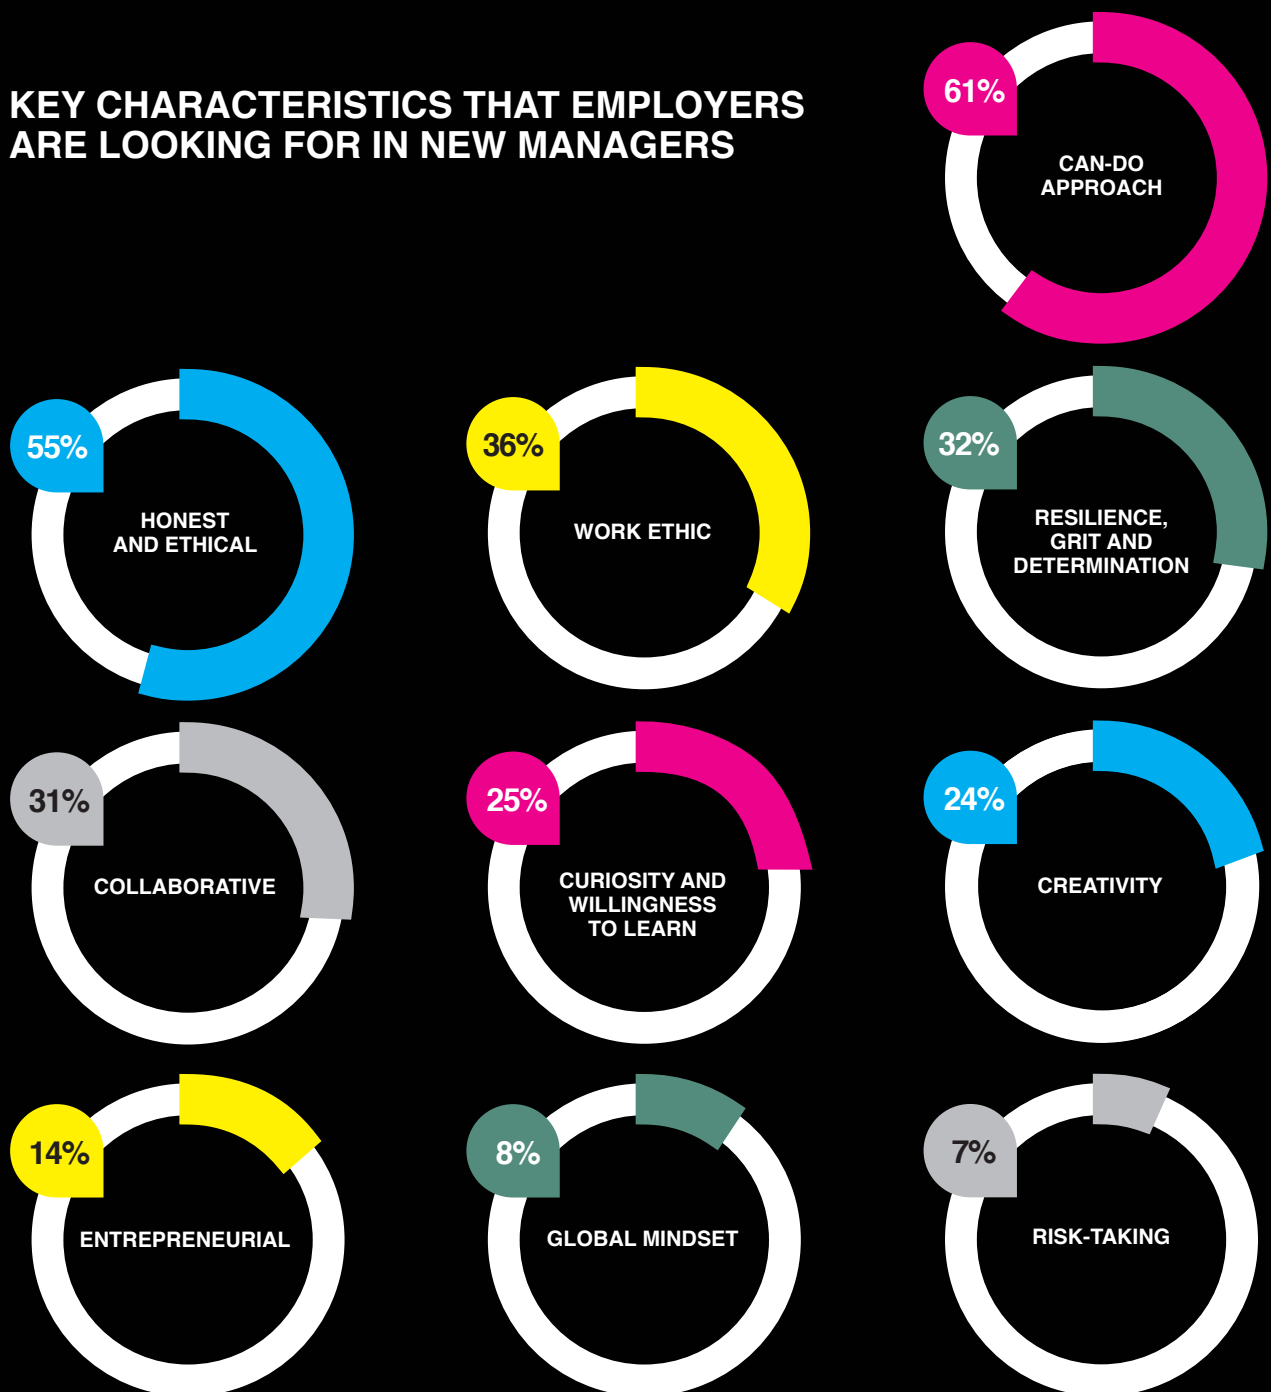 KEY CHARACTERISTICS THAT EMPLOYERS
ARE LOOKING FOR IN NEW MANAGERS
61%
CAN-DO
APPROACH
55%
HONEST
AND ETHICAL
36%
WORK ETHIC
32%
RESILIENCE,
GRIT AND
DETERMINATION
31%
COLLABORATIVE
25%
CURIOSITY AND
WILLINGNESS
TO LEARN
24%
CREATIVITY
14%
ENTREPRENEURIAL
8%
GLOBAL MINDSET
7%
RISK-TAKING